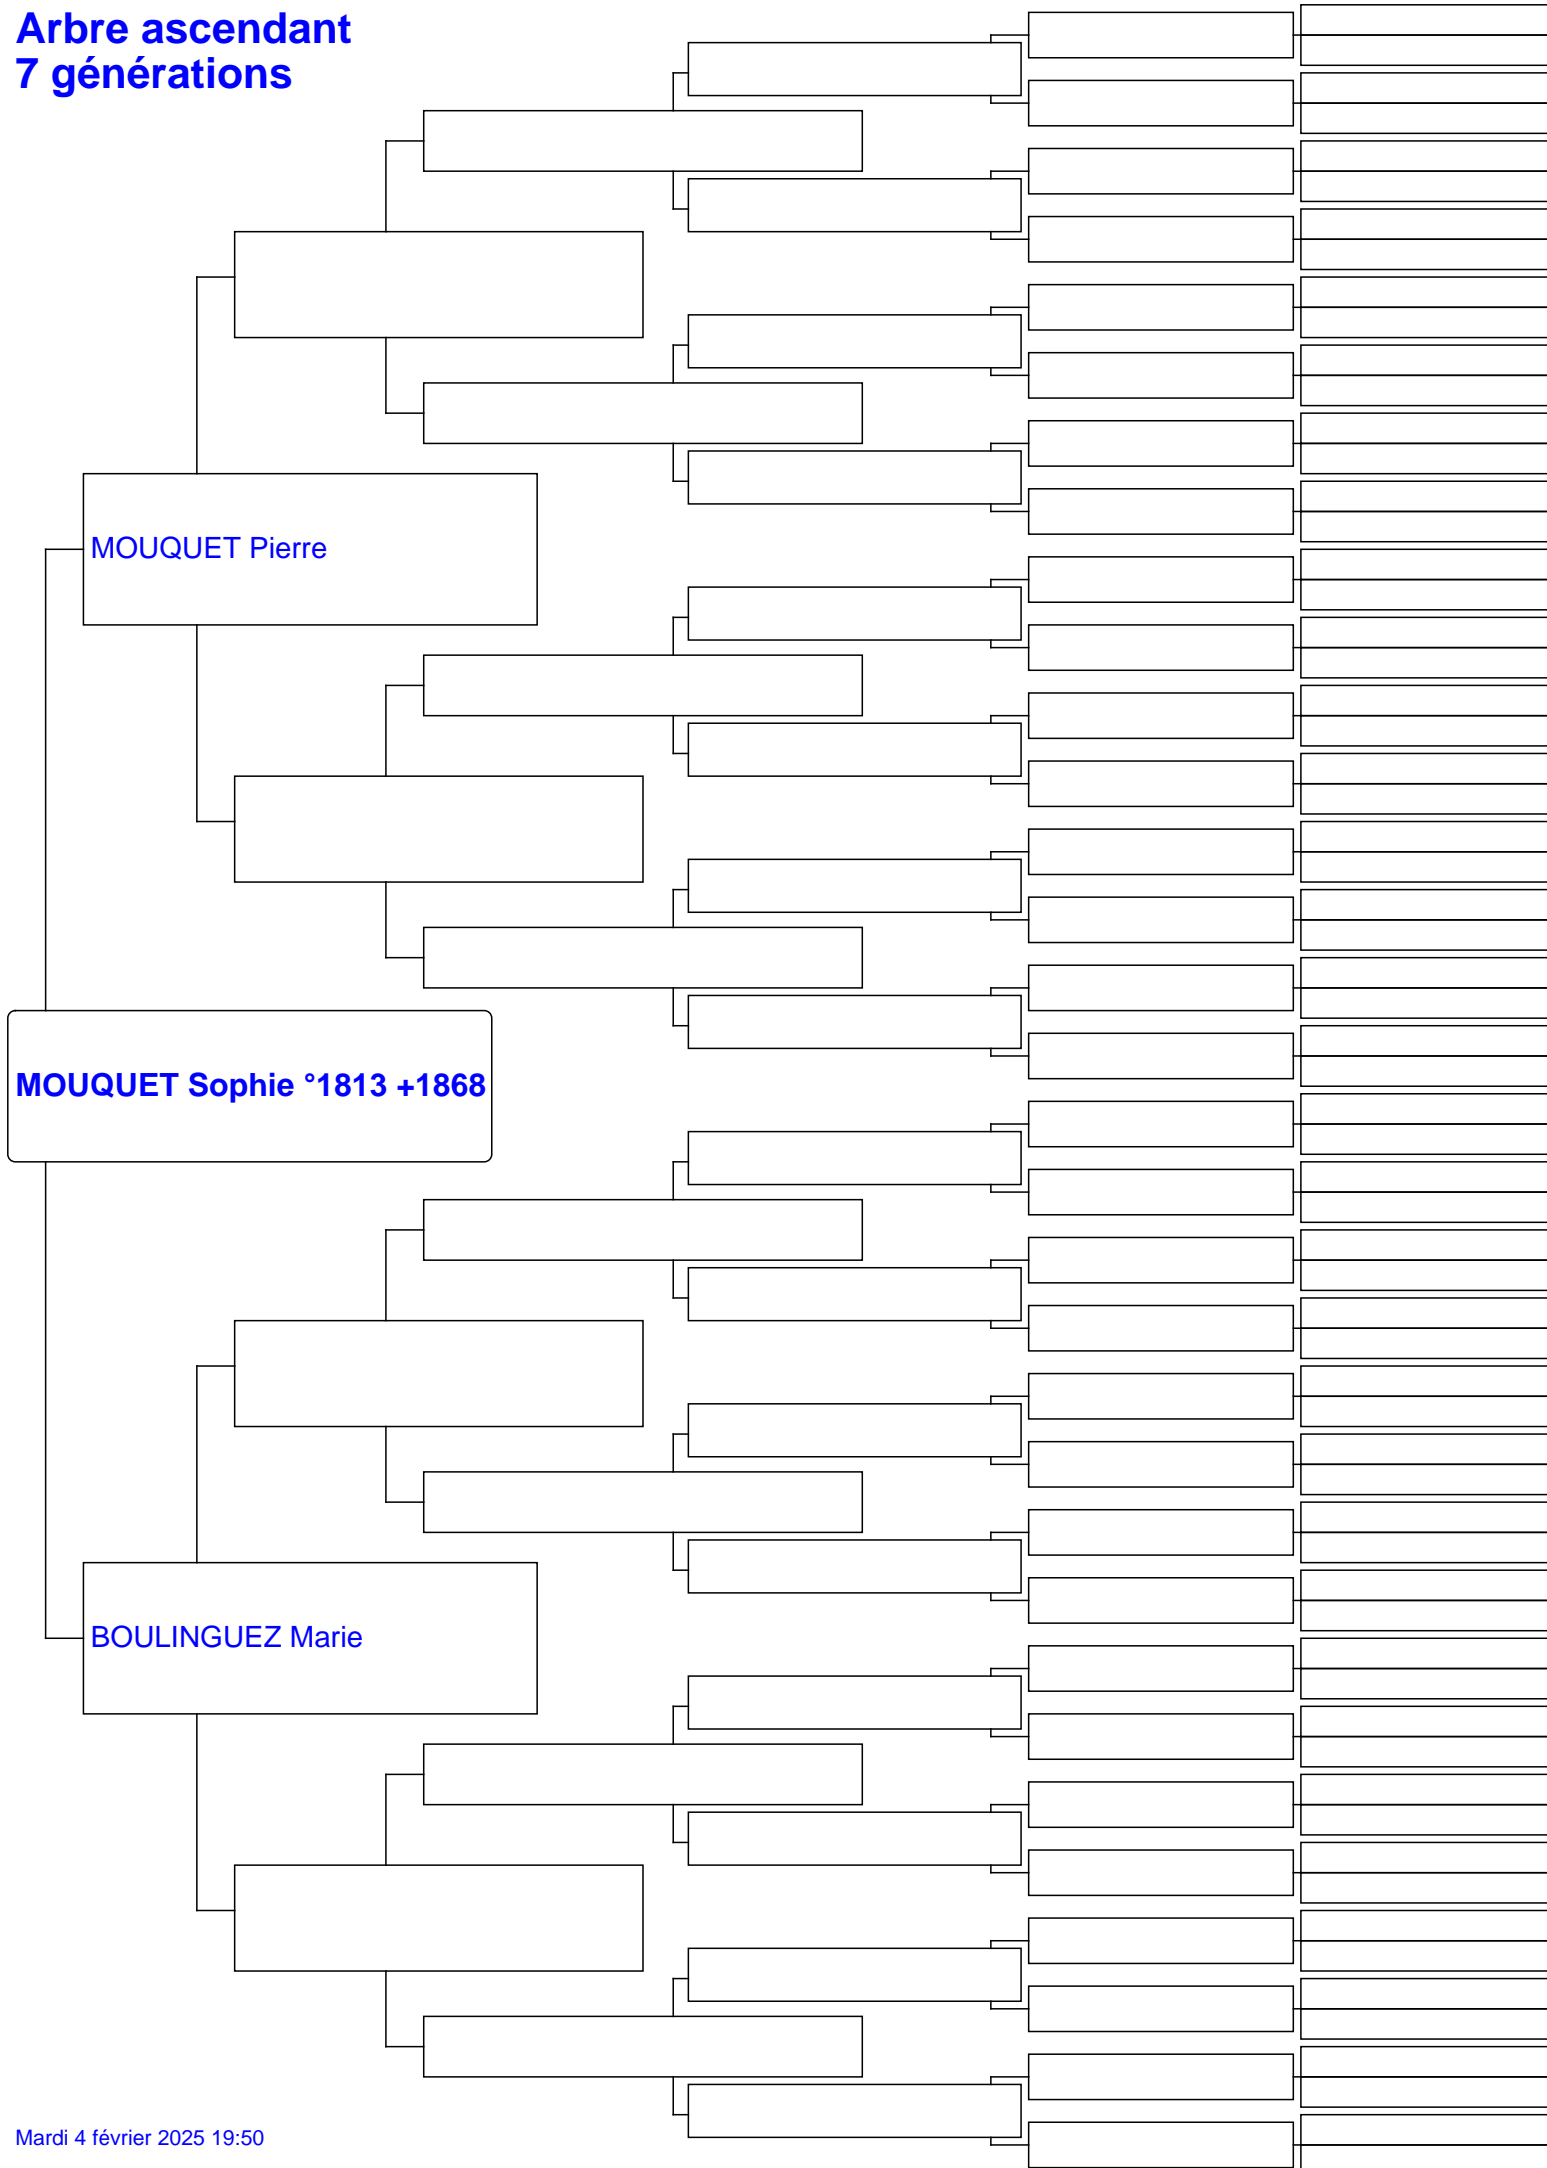 Arbre ascendant
7 générations
MOUQUET Pierre
MOUQUET Sophie °1813 +1868
BOULINGUEZ Marie
Mardi 4 février 2025 19:50